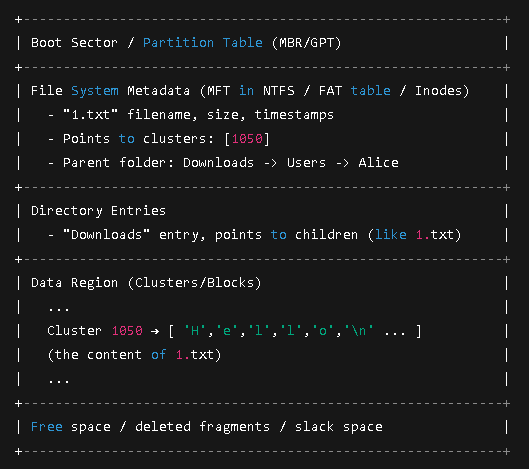 +-----------------------------------------------------------+
| Boot Sector / Partition Table (MBR/GPT)                   |
+-----------------------------------------------------------+
| File System Metadata (MFT in NTFS / FAT table / Inodes)   |
|   - "1.txt" filename, size, timestamps                    |
|   - Points to clusters: [1050]                            |
|   - Parent folder: Downloads -> Users -> Alice            |
+-----------------------------------------------------------+
| Directory Entries                                         |
|   - "Downloads" entry, points to children (like 1.txt)    |
+-----------------------------------------------------------+
| Data Region (Clusters/Blocks)                             |
|   ...                                                     |
|   Cluster 1050 → [ 'H','e','l','l','o','\n' ... ]         |
|   (the content of 1.txt)                                  |
|   ...                                                     |
+-----------------------------------------------------------+
| Free space / deleted fragments / slack space              |
+-----------------------------------------------------------+